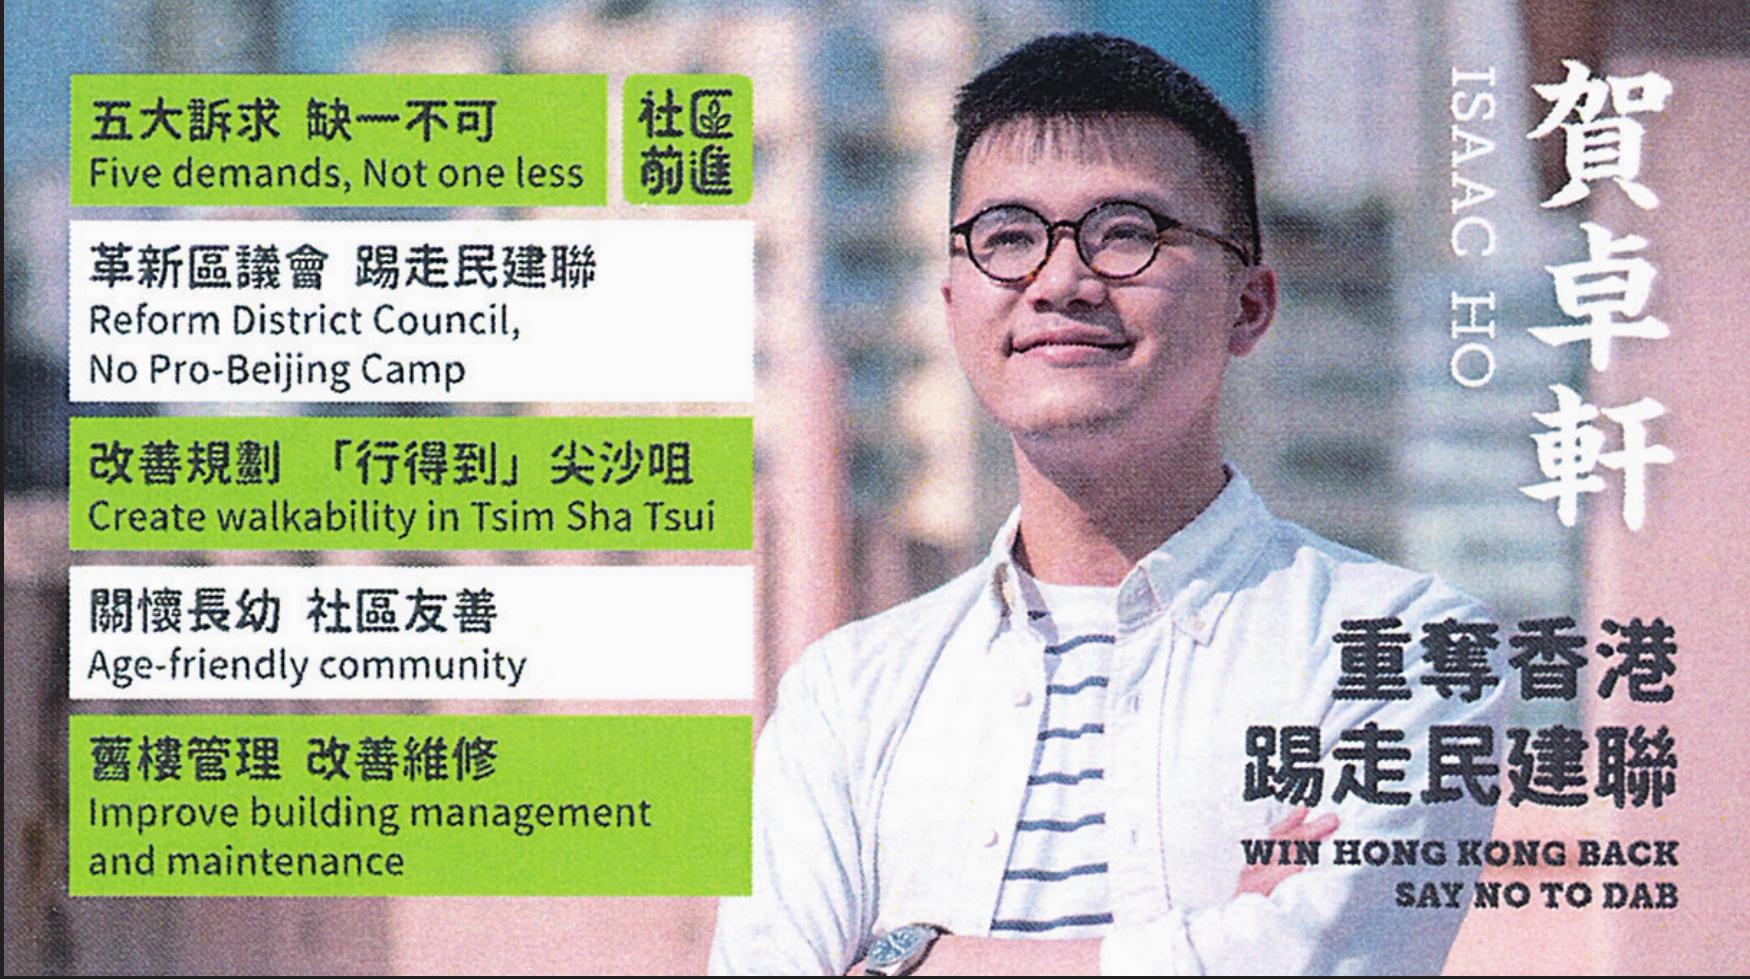 五大訴求 缺一不可
Five demands, Not one less
社區
前進
革新區議會 踢走民建聯
Reform District Council,
No Pro-Beijing Camp
改善規劃 「行得到」尖沙咀
Create walkability in Tsim Sha Tsui
關懷長幼 社區友善
Age-friendly community
舊樓管理 改善維修
Improve building management
and maintenance
賀卓軒
ISAAC HO
重奪香港
踢走民建聯
WIN HONG KONG BACK
SAY NO TO DAB